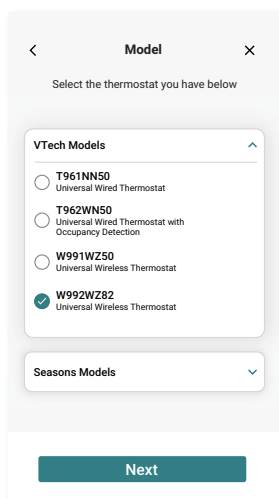 Model
Select the thermostat you have below
VTech Models
T961NN50
Universal Wired Thermostat
T962WN50
Universal Wired Thermostat with
Occupancy Detection
W991WZ50
Universal Wireless Thermostat
W992WZ82
Universal Wireless Thermostat
Seasons Models
Next